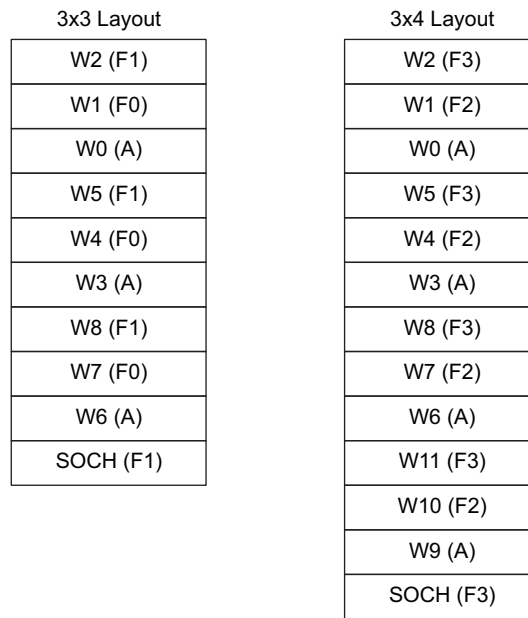 3x3 Layout
W2 (F1)
W1 (F0)
W0 (A)
W5 (F1)
W4 (F0)
W3 (A)
W8 (F1)
W7 (F0)
W6 (A)
SOCH (F1)
3x4 Layout
W2 (F3)
W1 (F2)
W0 (A)
W5 (F3)
W4 (F2)
W3 (A)
W8 (F3)
W7 (F2)
W6 (A)
W11 (F3)
W10 (F2)
W9 (A)
SOCH (F3)